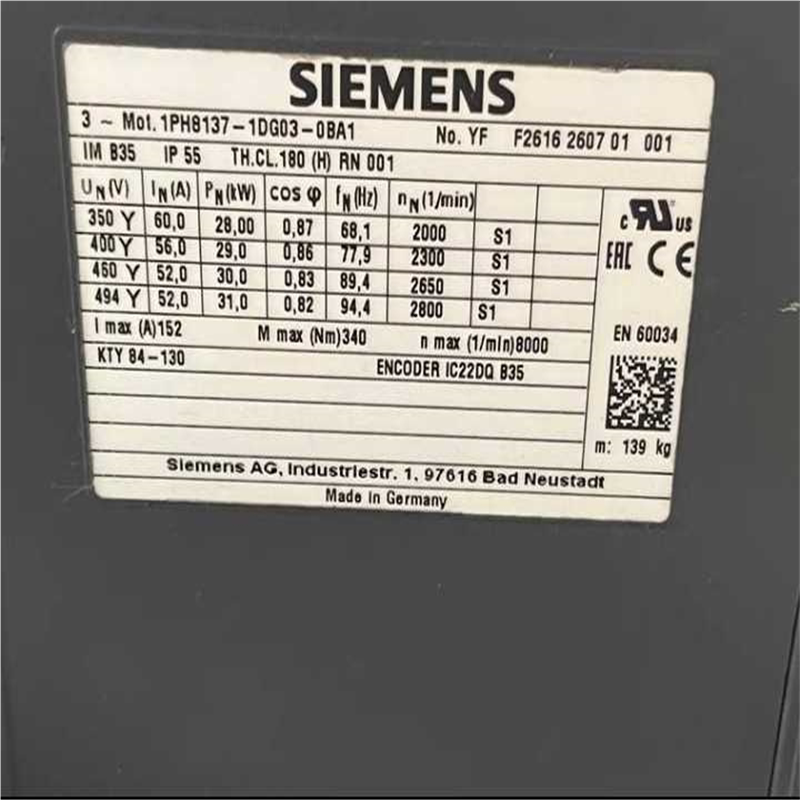 SIEMENS
3 ~ Mot. 1PH8137-1DG03-0BA1 No. YF F2616 2607 01 001
IM B35 IP 55 TH.CL.180 (H) RN 001
UN(V) IN(A) PN(kW) cos φ fN(Hz) nN(1/min)
350 Y 60,0 28,00 0,87 68,1 2000 S1
400 Y 56,0 29,0 0,86 77,9 2300 S1
460 Y 52,0 30,0 0,83 89,4 2650 S1
494 Y 52,0 31,0 0,82 94,4 2800 S1
c RU us
EAC CE
I max (A)152 M max (Nm)340 n max (1/min)8000
EN 60034
KTY 84-130 ENCODER IC22DQ B35
m: 139 kg
Siemens AG, Industriestr. 1, 97616 Bad Neustadt
Made in Germany